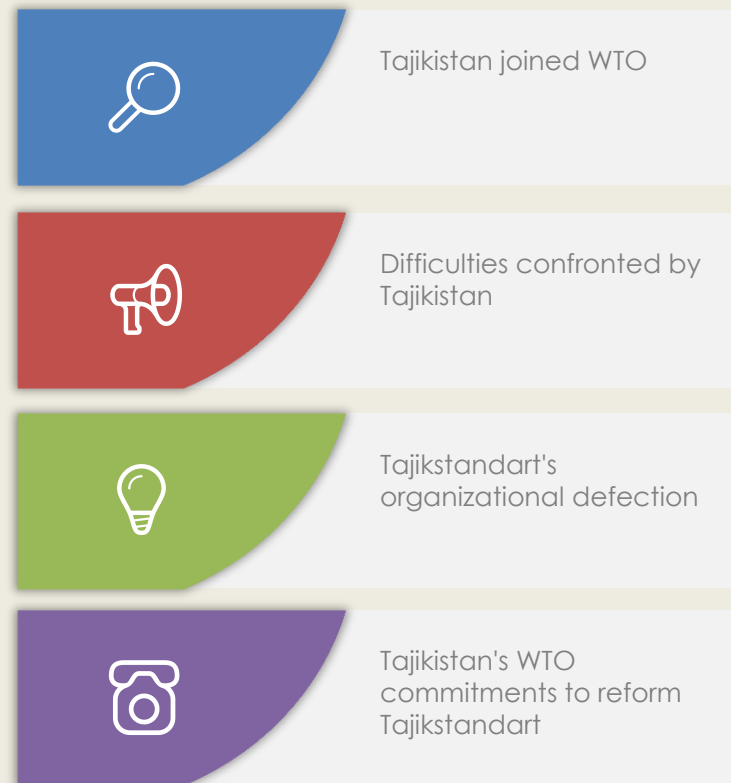 Tajikistan joined WTO
Difficulties confronted by
Tajikistan
Tajikstandart's
organizational defection
Tajikistan's WTO
commitments to reform
Tajikstandart